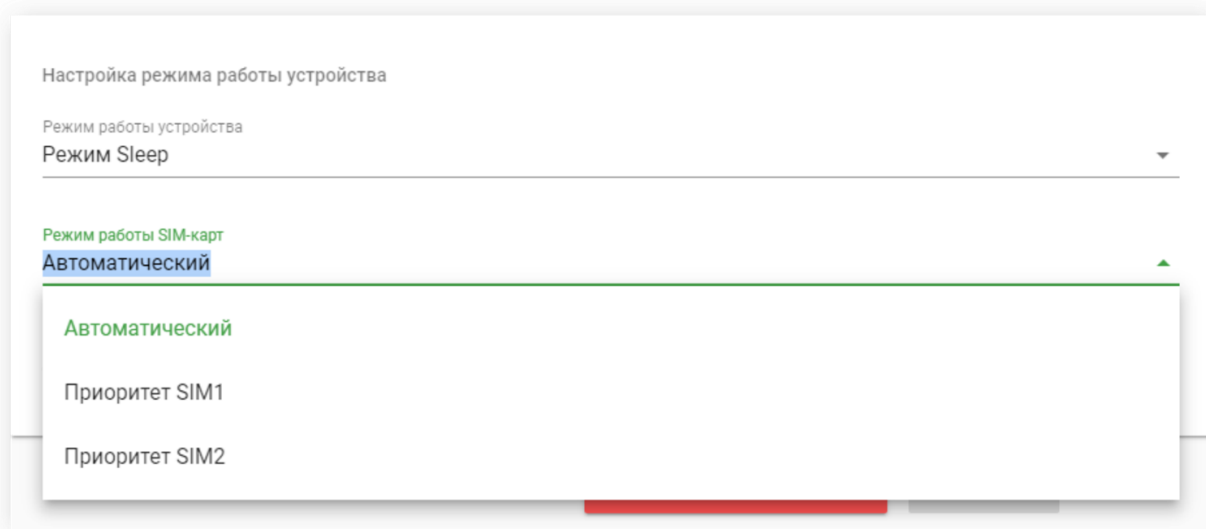 Настройка режима работы устройства
Режим работы устройства
Режим Sleep
Режим работы SIM-карт
Автоматический
Автоматический
Приоритет SIM1
Приоритет SIM2